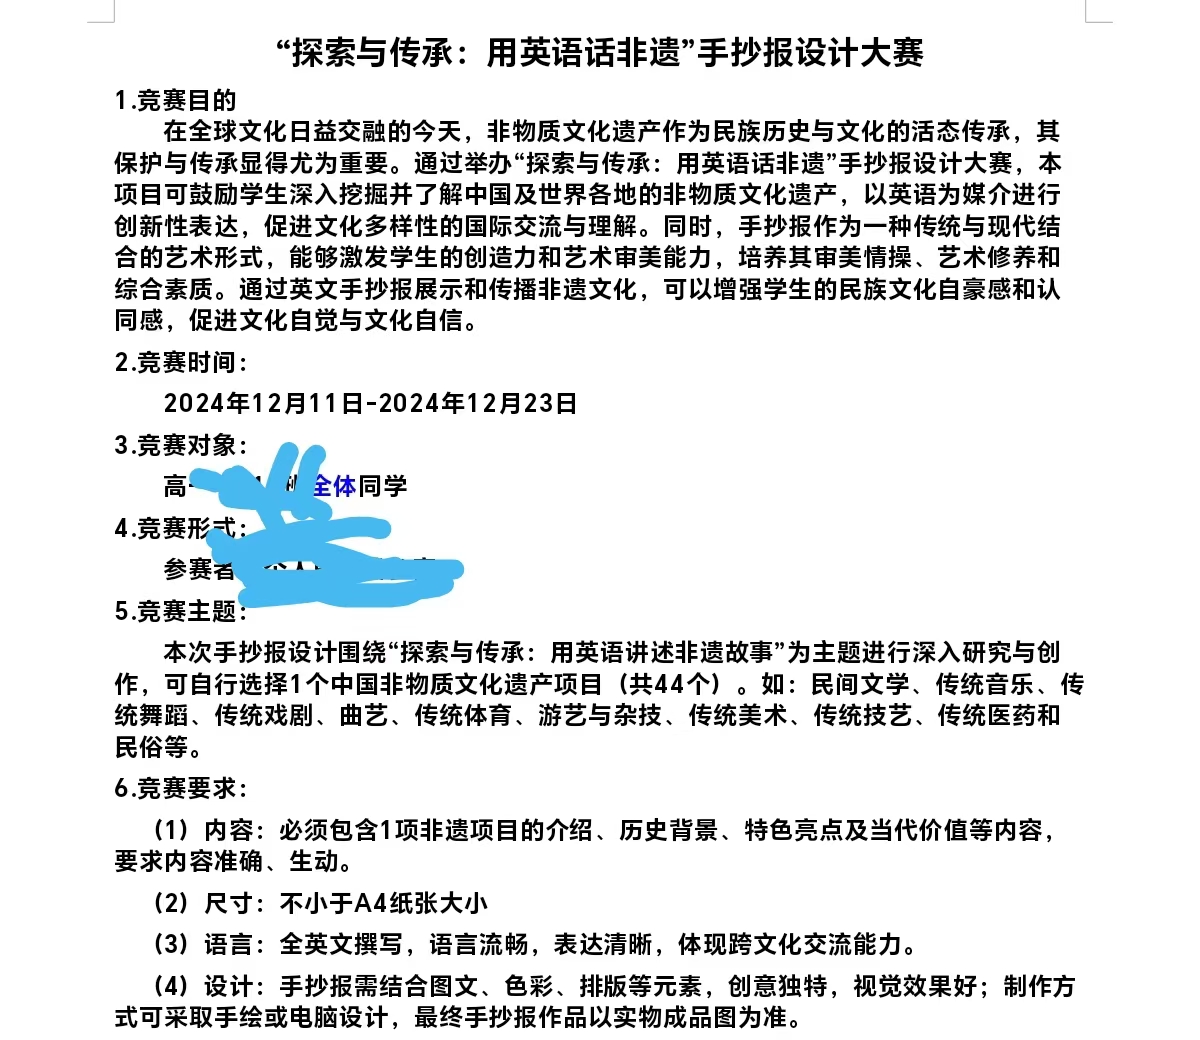 “探索与传承：用英语话非遗”手抄报设计大赛
1.竞赛目的
在全球文化日益交融的今天，非物质文化遗产作为民族历史与文化的活态传承，其
保护与传承显得尤为重要。通过举办“探索与传承：用英语话非遗”手抄报设计大赛，本
项目可鼓励学生深入挖掘并了解中国及世界各地的非物质文化遗产，以英语为媒介进行
创新性表达，促进文化多样性的国际交流与理解。同时，手抄报作为一种传统与现代结
合的艺术形式，能够激发学生的创造力和艺术审美能力，培养其审美情操、艺术修养和
综合素质。通过英文手抄报展示和传播非遗文化，可以增强学生的民族文化自豪感和认
同感，促进文化自觉与文化自信。
2.竞赛时间：
2024年12月11日-2024年12月23日
3.竞赛对象：
高 全体同学
4.竞赛形式：
参赛者
5.竞赛主题：
本次手抄报设计围绕“探索与传承：用英语讲述非遗故事”为主题进行深入研究与创
作，可自行选择1个中国非物质文化遗产项目（共44个）。如：民间文学、传统音乐、传
统舞蹈、传统戏剧、曲艺、传统体育、游艺与杂技、传统美术、传统技艺、传统医药和
民俗等。
6.竞赛要求：
（1）内容：必须包含1项非遗项目的介绍、历史背景、特色亮点及当代价值等内容，
要求内容准确、生动。
（2）尺寸：不小于A4纸张大小
（3）语言：全英文撰写，语言流畅，表达清晰，体现跨文化交流能力。
（4）设计：手抄报需结合图文、色彩、排版等元素，创意独特，视觉效果好；制作方
式可采取手绘或电脑设计，最终手抄报作品以实物成品图为准。